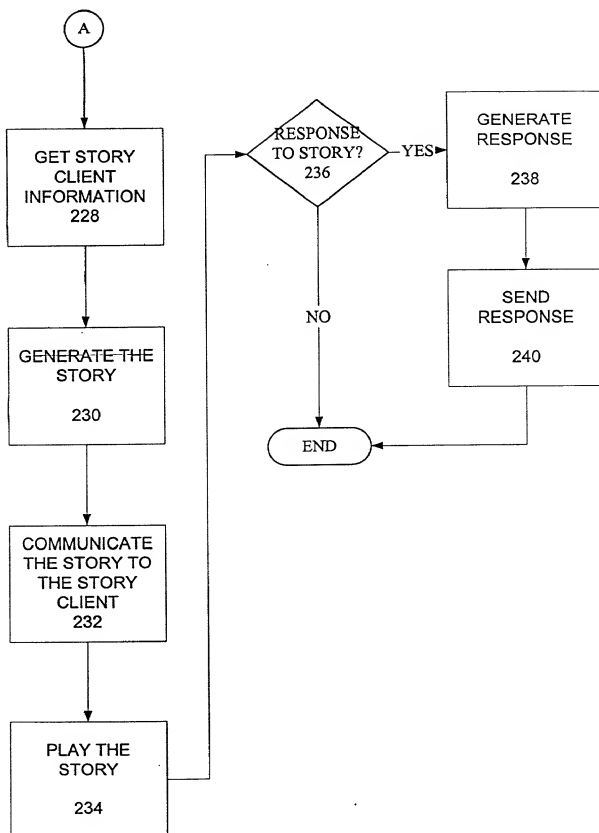 A
GET STORY
CLIENT
INFORMATION
228
GENERATE THE
STORY
230
COMMUNICATE
THE STORY TO
THE STORY
CLIENT
232
PLAY THE
STORY
234
RESPONSE
TO STORY?
236
YES
NO
GENERATE
RESPONSE
238
SEND
RESPONSE
240
END